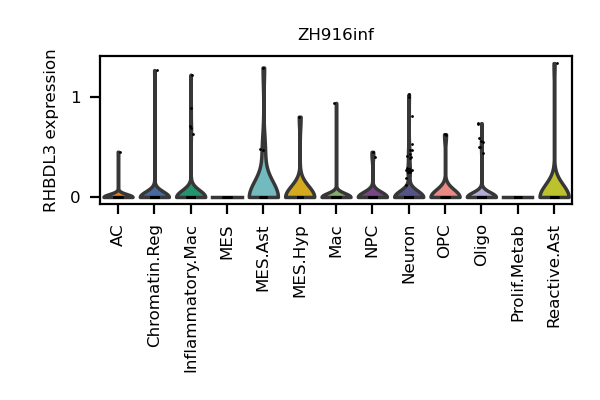 ZH916inf
RHBDL3 expression
1
0
AC
Chromatin.Reg
Inflammatory.Mac
MES
MES.Ast
MES.Hyp
Mac
NPC
Neuron
OPC
Oligo
Prolif.Metab
Reactive.Ast